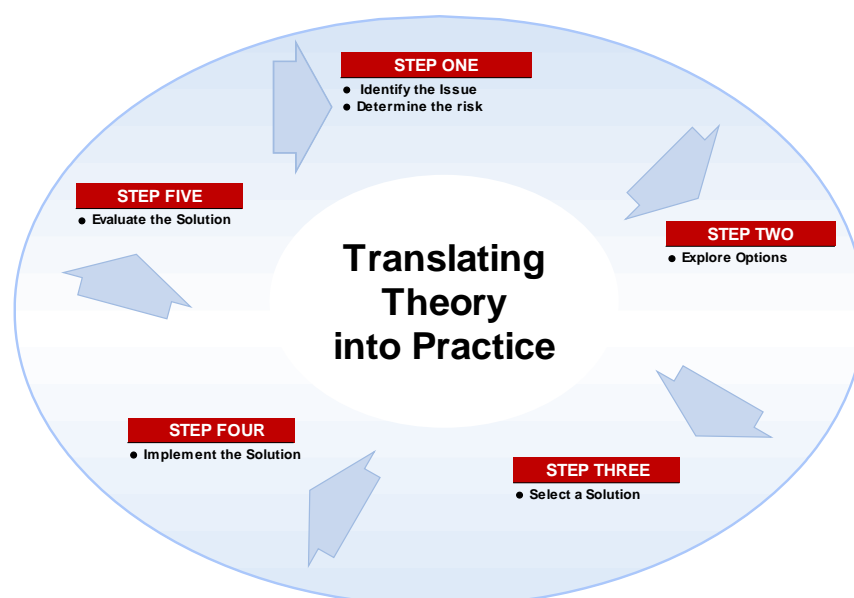 STEP ONE
● Identify the Issue
● Determine the risk
STEP TWO
● Explore Options
STEP THREE
● Select a Solution
STEP FOUR
● Implement the Solution
STEP FIVE
● Evaluate the Solution
Translating
Theory
into Practice